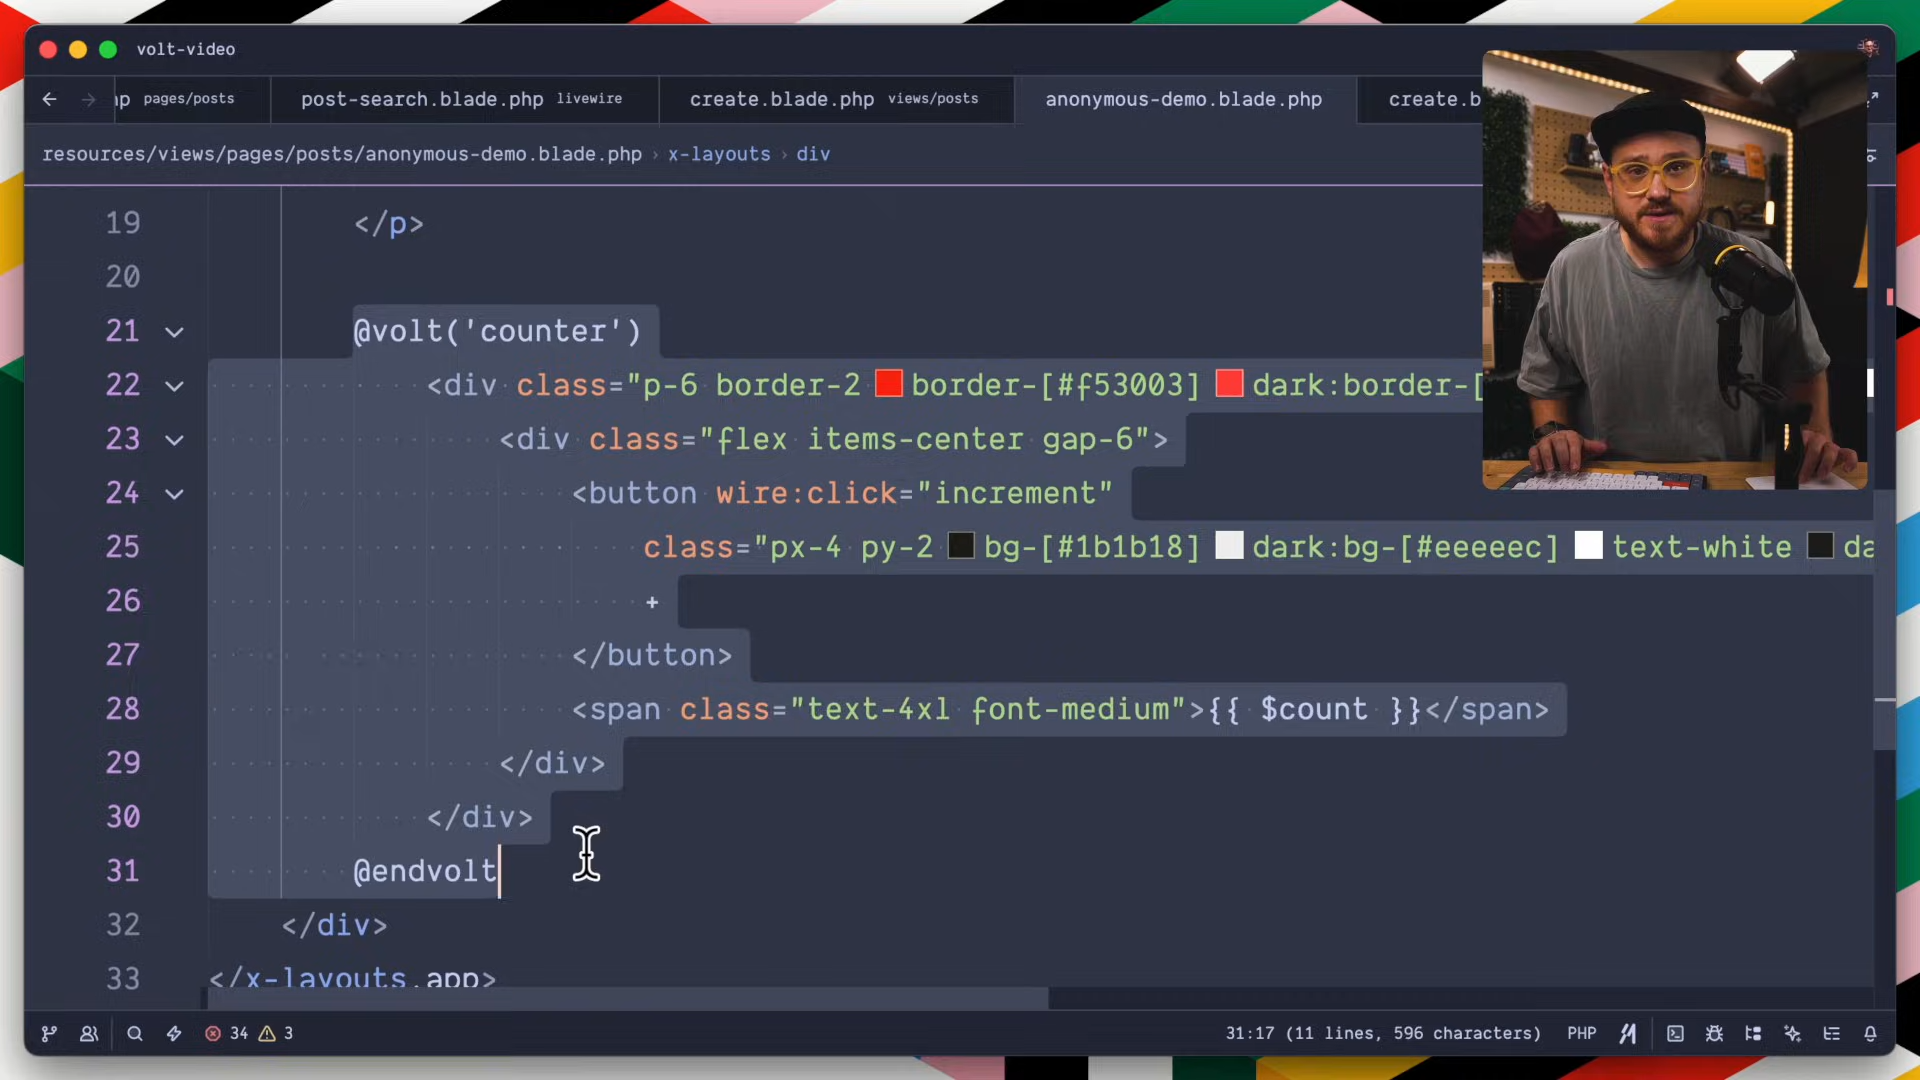 volt-video
pages/posts
post-search.blade.php livewire
create.blade.php views/posts
anonymous-demo.blade.php
resources/views/pages/posts/anonymous-demo.blade.php › x-layouts › div
19 </p>
20
21 @volt('counter')
22 <div class="p-6 border-2 border-[#f53003] dark:border-[
23 <div class="flex items-center gap-6">
24 <button wire:click="increment"
25 class="px-4 py-2 bg-[#1b1b18] dark:bg-[#eeeeec] text-white
26 +
27 </button>
28 <span class="text-4xl font-medium">{{ $count }}</span>
29 </div>
30 </div>
31 @endvolt
32 </div>
33 </x-layouts.app>
34 3 31:17 (11 lines, 596 characters) PHP